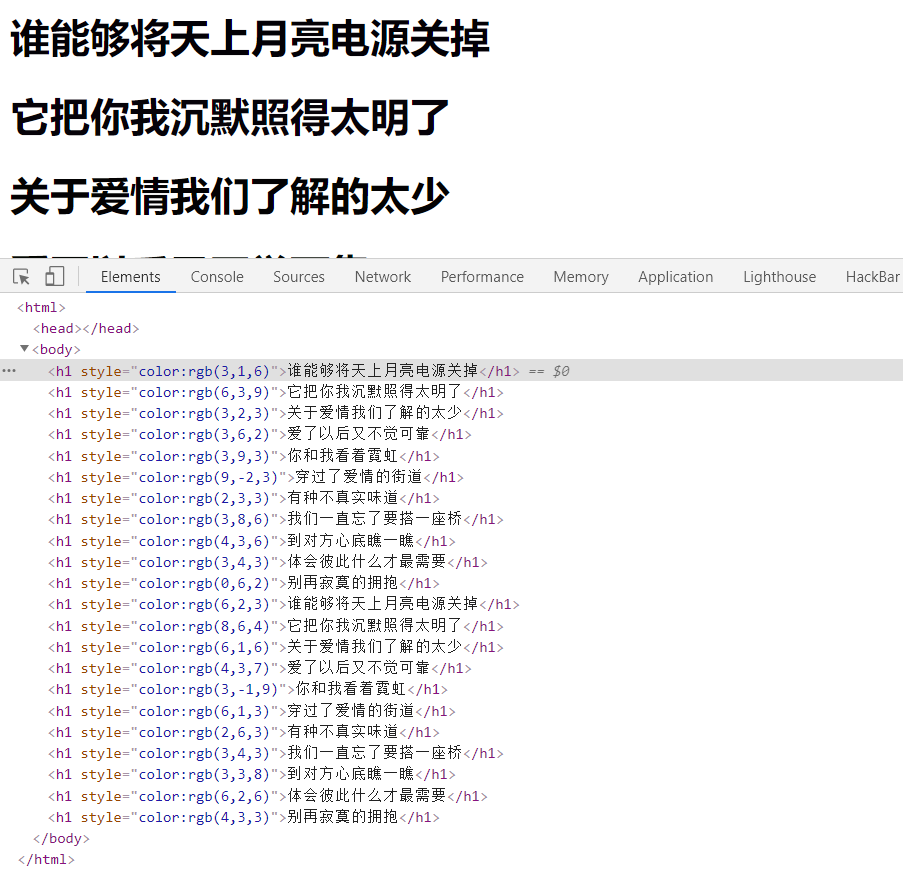 谁能够将天上月亮电源关掉
它把你我沉默照得太明了
关于爱情我们了解的太少
Elements Console Sources Network Performance Memory Application Lighthouse HackBar
<html>
<head></head>
<body>
<h1 style="color:rgb(3,1,6)">谁能够将天上月亮电源关掉</h1> == $0
<h1 style="color:rgb(6,3,9)">它把你我沉默照得太明了</h1>
<h1 style="color:rgb(3,2,3)">关于爱情我们了解的太少</h1>
<h1 style="color:rgb(3,6,2)">爱了以后又不觉可靠</h1>
<h1 style="color:rgb(3,9,3)">你和我看着霓虹</h1>
<h1 style="color:rgb(9,-2,3)">穿过了爱情的街道</h1>
<h1 style="color:rgb(2,3,3)">有种不真实味道</h1>
<h1 style="color:rgb(3,8,6)">我们一直忘了要搭一座桥</h1>
<h1 style="color:rgb(4,3,6)">到对方心底瞧一瞧</h1>
<h1 style="color:rgb(3,4,3)">体会彼此什么才最需要</h1>
<h1 style="color:rgb(0,6,2)">别再寂寞的拥抱</h1>
<h1 style="color:rgb(6,2,3)">谁能够将天上月亮电源关掉</h1>
<h1 style="color:rgb(8,6,4)">它把你我沉默照得太明了</h1>
<h1 style="color:rgb(6,1,6)">关于爱情我们了解的太少</h1>
<h1 style="color:rgb(4,3,7)">爱了以后又不觉可靠</h1>
<h1 style="color:rgb(3,-1,9)">你和我看着霓虹</h1>
<h1 style="color:rgb(6,1,3)">穿过了爱情的街道</h1>
<h1 style="color:rgb(2,6,3)">有种不真实味道</h1>
<h1 style="color:rgb(3,4,3)">我们一直忘了要搭一座桥</h1>
<h1 style="color:rgb(3,3,8)">到对方心底瞧一瞧</h1>
<h1 style="color:rgb(6,2,6)">体会彼此什么才最需要</h1>
<h1 style="color:rgb(4,3,3)">别再寂寞的拥抱</h1>
</body>
</html>